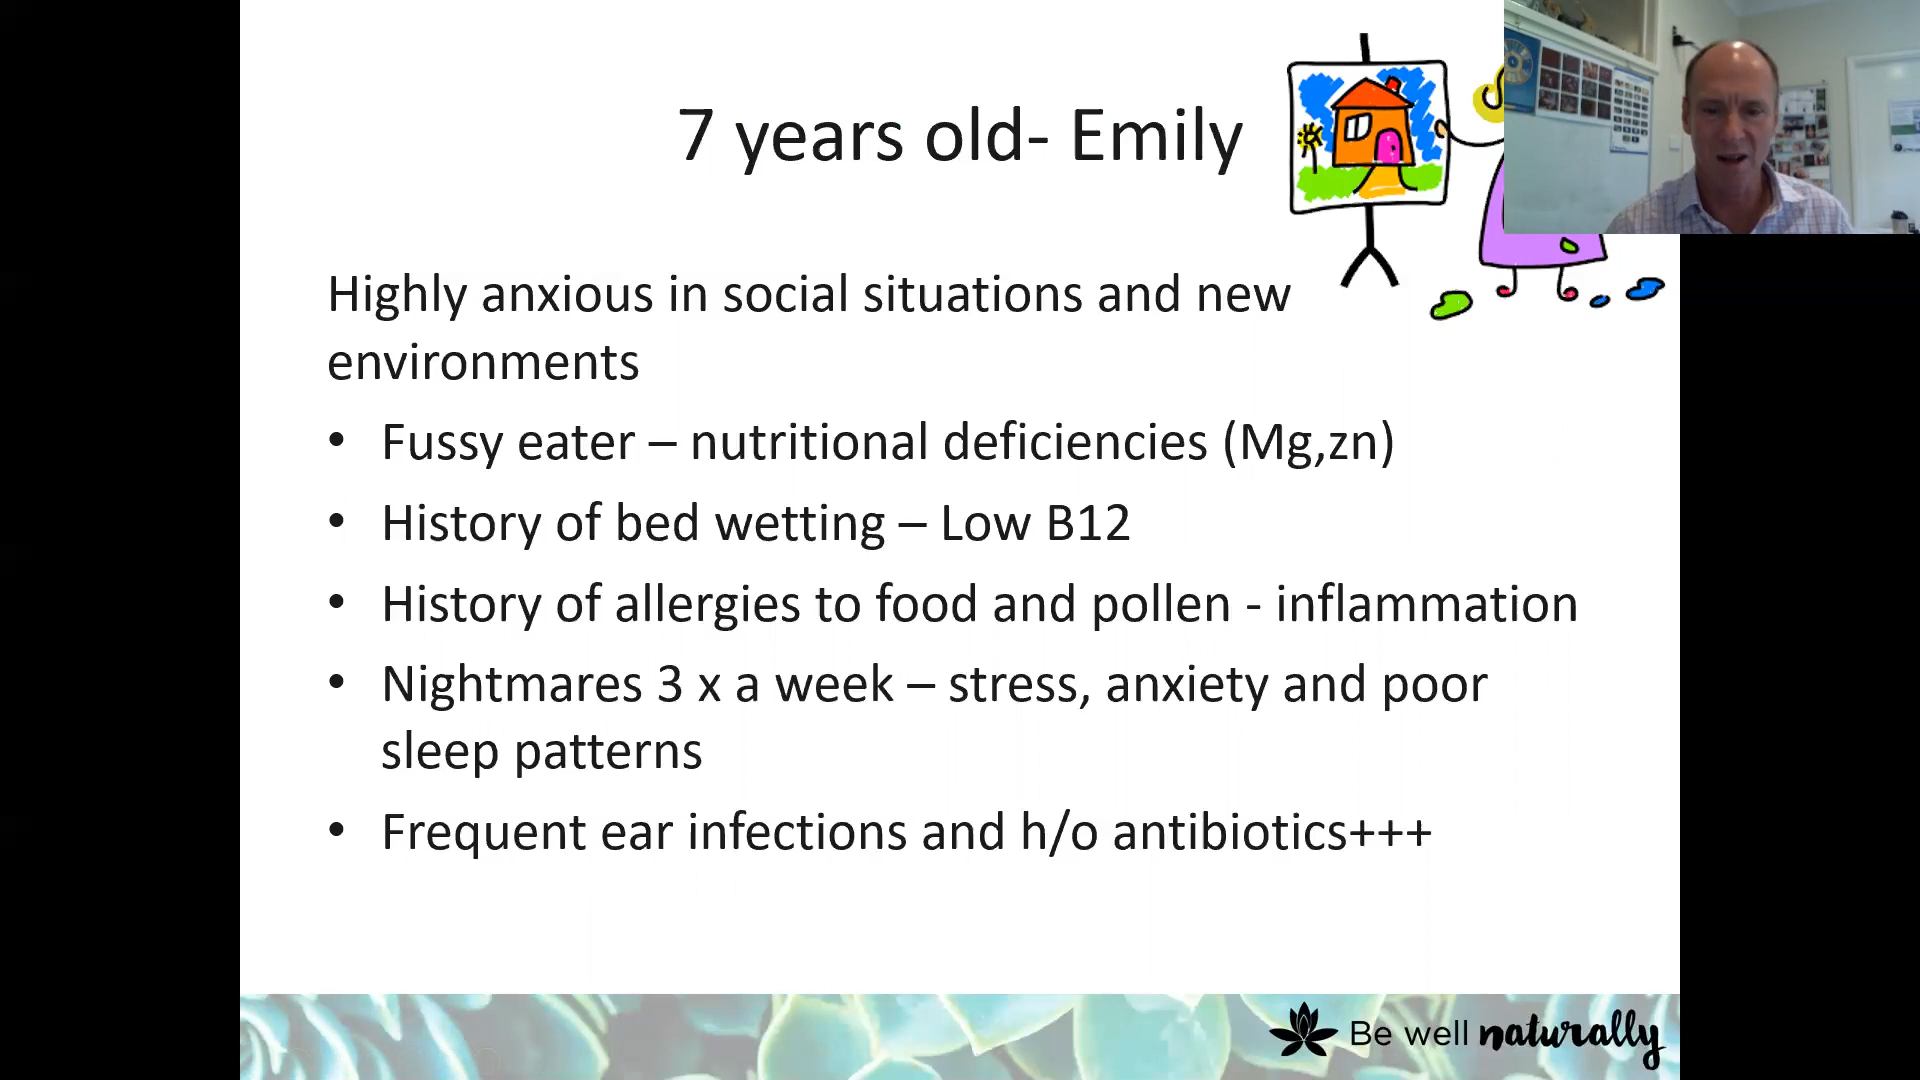 7 years old- Emily
Highly anxious in social situations and new
environments
• Fussy eater – nutritional deficiencies (Mg,zn)
• History of bed wetting – Low B12
• History of allergies to food and pollen - inflammation
• Nightmares 3 x a week – stress, anxiety and poor
sleep patterns
• Frequent ear infections and h/o antibiotics+++
Be well naturally